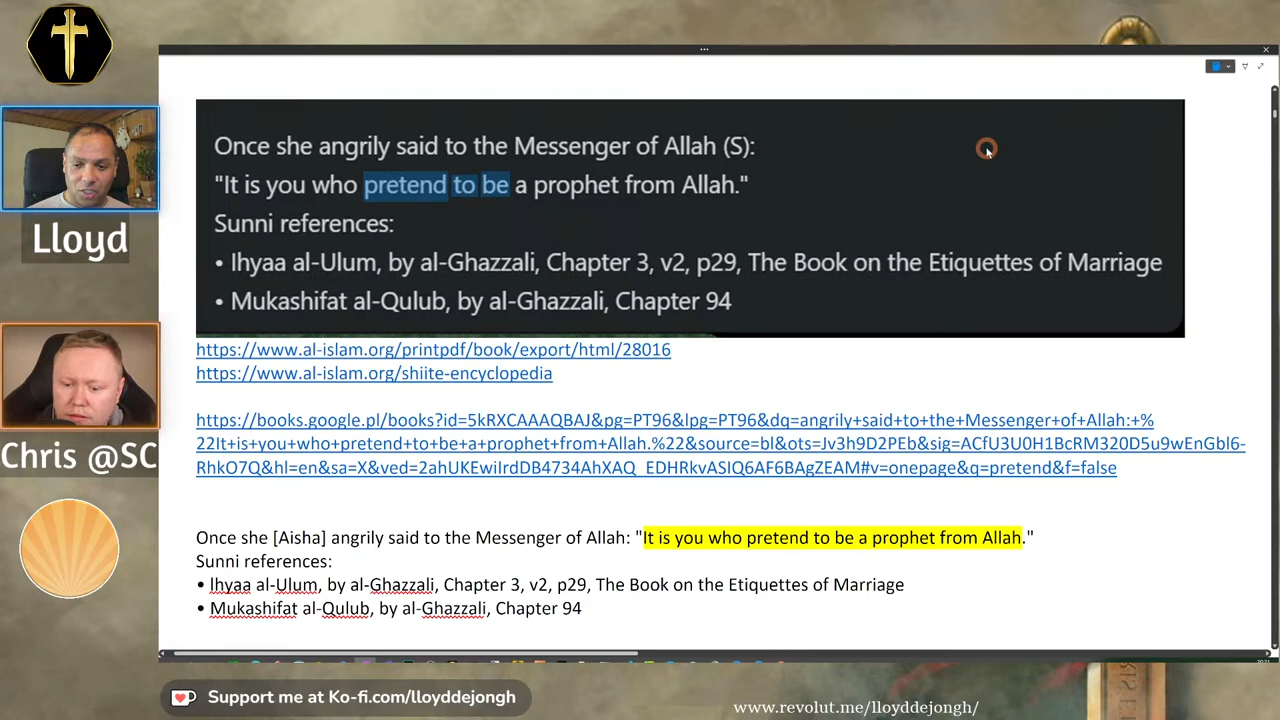 Once she angrily said to the Messenger of Allah (S):
"It is you who pretend to be a prophet from Allah."
Sunni references:
• Ihyaa al-Ulum, by al-Ghazzali, Chapter 3, v2, p29, The Book on the Etiquettes of Marriage
• Mukashifat al-Qulub, by al-Ghazzali, Chapter 94
https://www.al-islam.org/printpdf/book/export/html/28016
https://www.al-islam.org/shiite-encyclopedia
https://books.google.pl/books?id=5kRXCAAAQBAJ&pg=PT96&lpg=PT96&dq=angrily+said+to+the+Messenger+of+Allah:+%
22It+is+you+who+pretend+to+be+a+prophet+from+Allah.%22&source=bl&ots=Jv3h9D2PEb&sig=ACfU3U0H1BcRM320D5u9wEnGbl6-
RhkO7Q&hl=en&sa=X&ved=2ahUKEwiIrdDB4734AhXAQ_EDHRkvASIQ6AF6BAgZEAM#v=onepage&q=pretend&f=false
Once she [Aisha] angrily said to the Messenger of Allah: "It is you who pretend to be a prophet from Allah."
Sunni references:
• Ihyaa al-Ulum, by al-Ghazzali, Chapter 3, v2, p29, The Book on the Etiquettes of Marriage
• Mukashifat al-Qulub, by al-Ghazzali, Chapter 94
Lloyd
Chris @SC
Support me at Ko-fi.com/lloyddejongh
www.revolut.me/lloyddejongh/